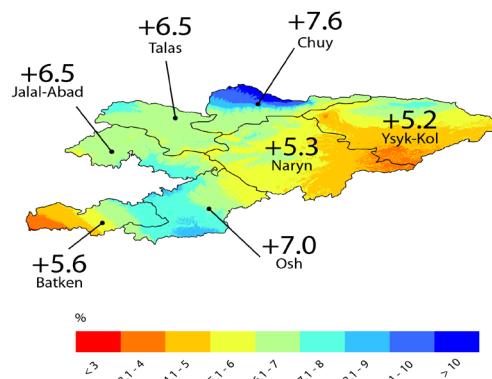 +7.6
Chuy
+6.5
Talas
+6.5
Jalal-Abad
+5.2
Ysyk-Kol
+5.3
Naryn
+7.0
Osh
+5.6
Batken
%
< 3
> 10